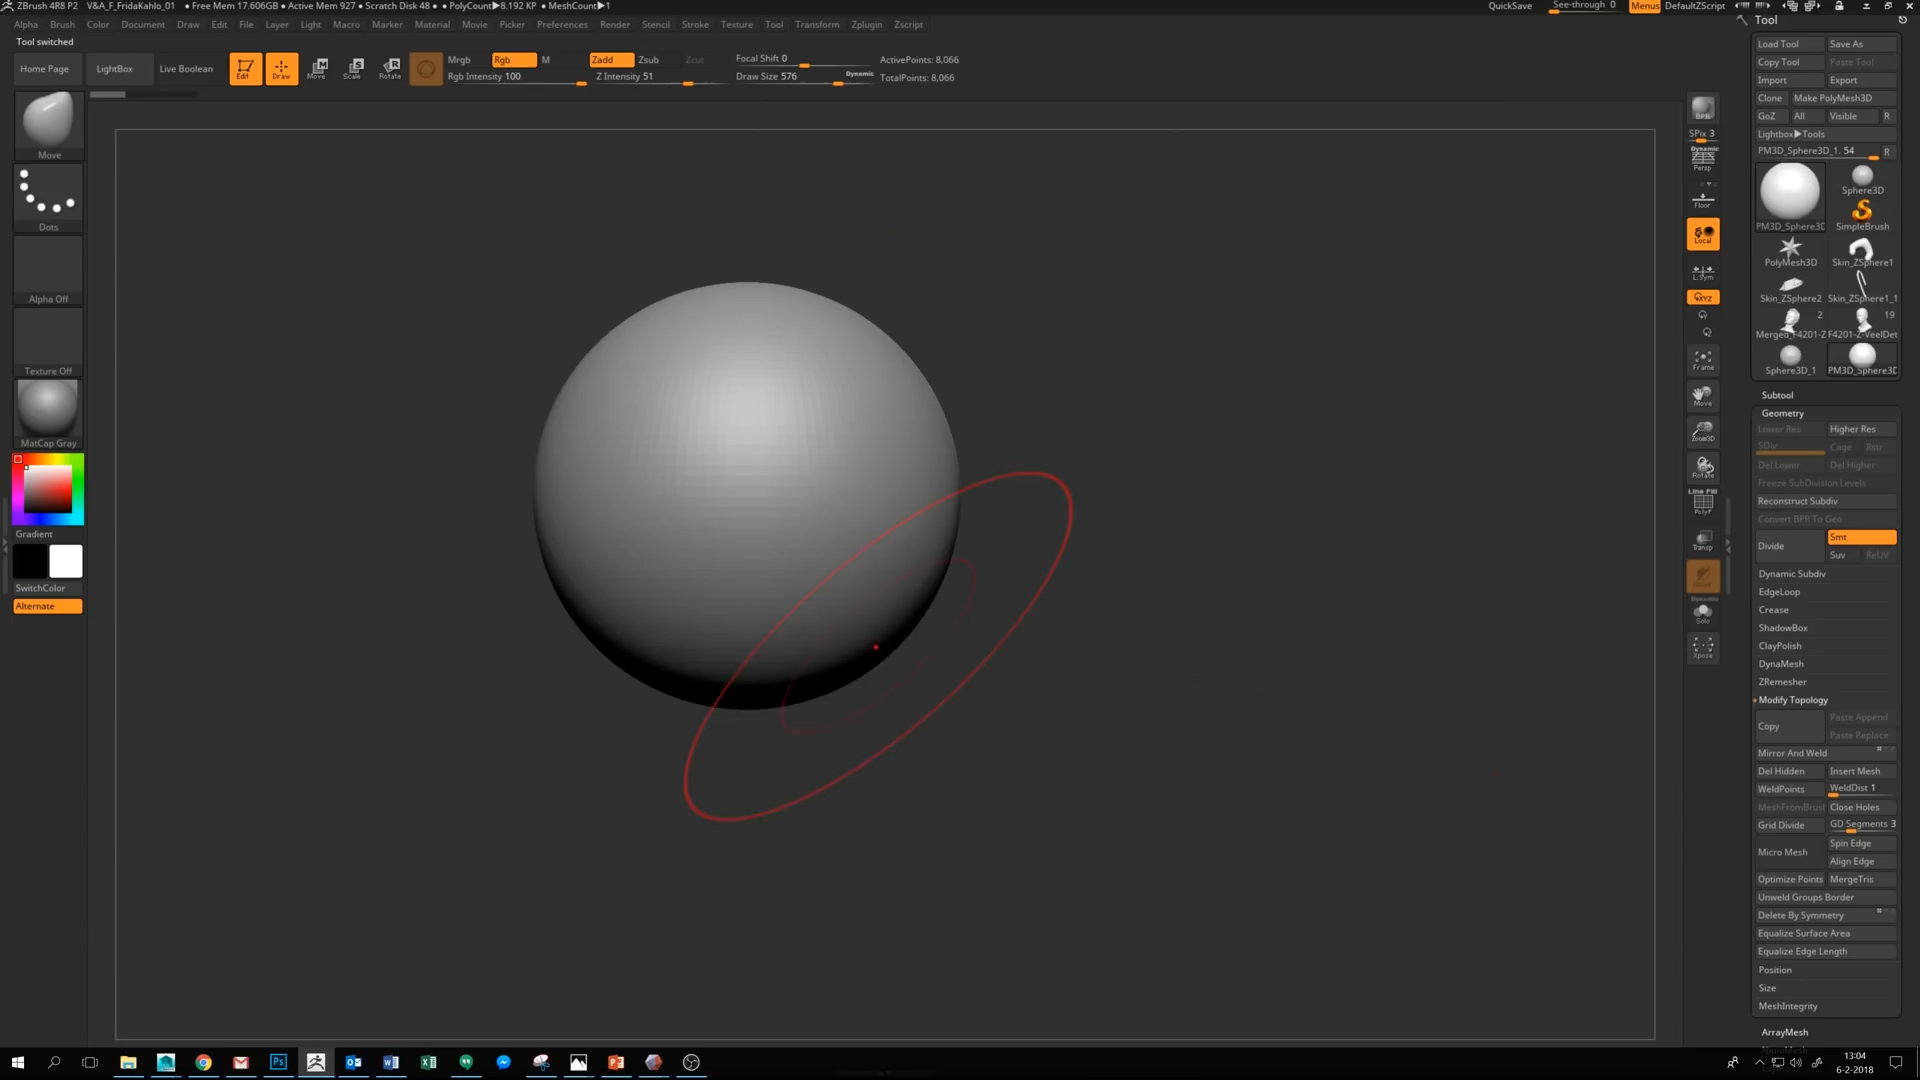 ZBrush 4R8 P2 V&A_F_FridaKahlo_01 • Free Mem 17.606GB • Active Mem 927 • Scratch Disk 48 • PolyCount▶8.192 KP • MeshCount▶1 QuickSave See-through 0 Menus DefaultZScript
Alpha Brush Color Document Draw Edit File Layer Light Macro Marker Material Movie Picker Preferences Render Stencil Stroke Texture Tool Transform Zplugin Zscript
Tool switched
Home Page LightBox Live Boolean Edit Draw Move Scale Rotate
Mrgb Rgb M Zadd Zsub Zcut Focal Shift 0 ActivePoints: 8,066
Rgb Intensity 100 Z Intensity 51 Draw Size 576 Dynamic TotalPoints: 8,066
Move
Dots
Alpha Off
Texture Off
MatCap Gray
Gradient
SwitchColor
Alternate
BPR
SPix 3
Dynamic
Persp
Floor
Local
L.Sym
XYZ
Frame
Move
Zoom3D
Rotate
Line Fill
PolyF
Transp
Dynamic
Solo
Xpose
Tool
Load Tool Save As
Copy Tool Paste Tool
Import Export
Clone Make PolyMesh3D
GoZ All Visible R
Lightbox▶Tools
PM3D_Sphere3D_1. 54 R
Sphere3D
PM3D_Sphere3D SimpleBrush
PolyMesh3D Skin_ZSphere1
Skin_ZSphere2 Skin_ZSphere1_1
2 19
Merged_F4201-Z F4201-Z-VeelDet
Sphere3D_1 PM3D_Sphere3D
Subtool
Geometry
Lower Res Higher Res
SDiv Cage Rstr
Del Lower Del Higher
Freeze SubDivision Levels
Reconstruct Subdiv
Convert BPR To Geo
Divide Smt
Suv ReUV
Dynamic Subdiv
EdgeLoop
Crease
ShadowBox
ClayPolish
DynaMesh
ZRemesher
Modify Topology
Copy Paste Append
Paste Replace
Mirror And Weld
Del Hidden Insert Mesh
WeldPoints WeldDist 1
MeshFromBrush Close Holes
Grid Divide GD Segments 3
Micro Mesh Spin Edge
Align Edge
Optimize Points MergeTris
Unweld Groups Border
Delete By Symmetry
Equalize Surface Area
Equalize Edge Length
Position
Size
MeshIntegrity
ArrayMesh
13:04
6-2-2018